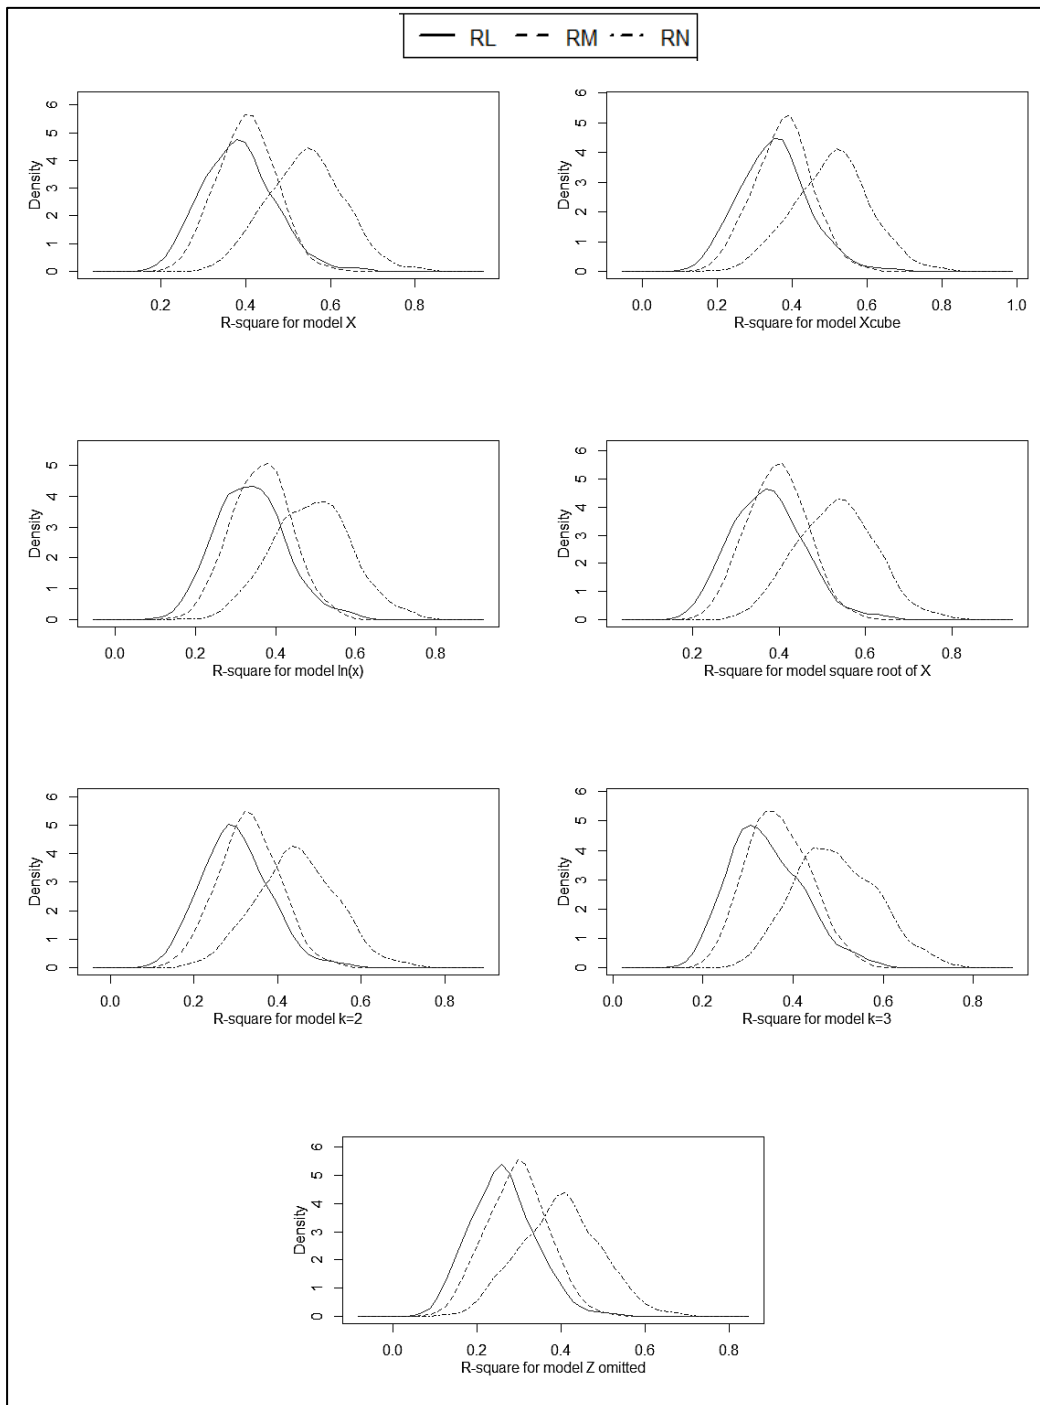 RL RM RN
6
5
4
3
2
1
0
Density
0.2 0.4 0.6 0.8
R-square for model X
6
5
4
3
2
1
0
Density
0.0 0.2 0.4 0.6 0.8 1.0
R-square for model Xcube
5
4
3
2
1
0
Density
0.0 0.2 0.4 0.6 0.8
R-square for model ln(x)
6
5
4
3
2
1
0
Density
0.2 0.4 0.6 0.8
R-square for model square root of X
6
5
4
3
2
1
0
Density
0.0 0.2 0.4 0.6 0.8
R-square for model k=2
6
5
4
3
2
1
0
Density
0.0 0.2 0.4 0.6 0.8
R-square for model k=3
6
5
4
3
2
1
0
Density
0.0 0.2 0.4 0.6 0.8
R-square for model Z omitted